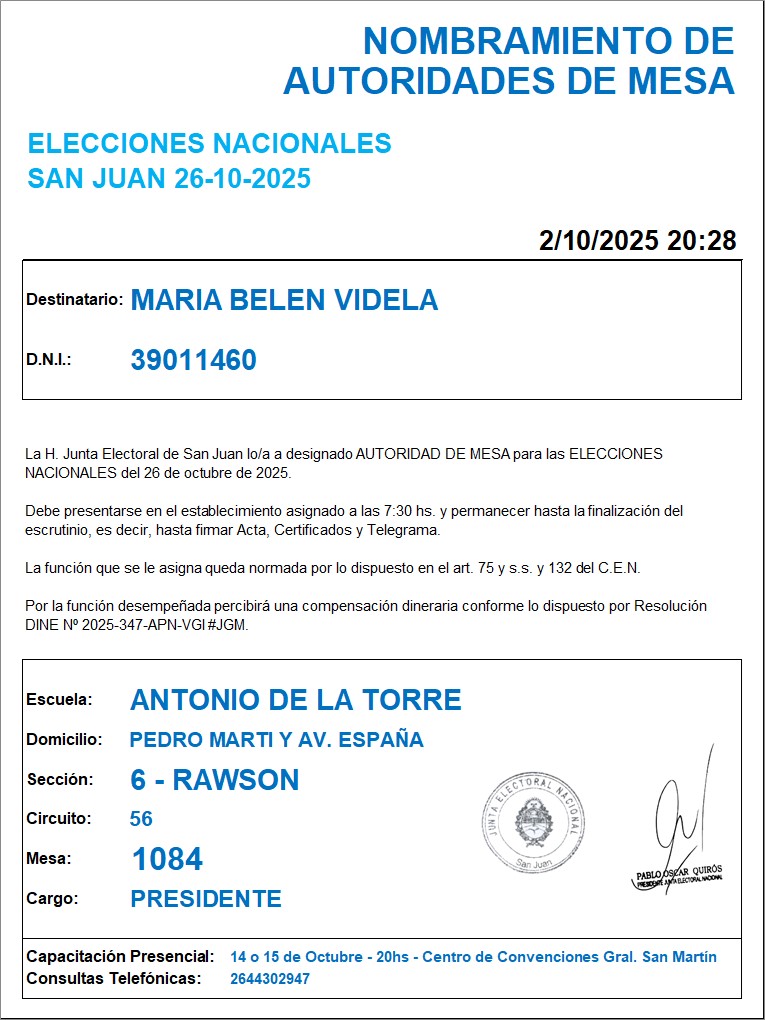 NOMBRAMIENTO DE
AUTORIDADES DE MESA
ELECCIONES NACIONALES
SAN JUAN 26-10-2025
2/10/2025 20:28
Destinatario: MARIA BELEN VIDELA
D.N.I.: 39011460
La H. Junta Electoral de San Juan lo/a a designado AUTORIDAD DE MESA para las ELECCIONES
NACIONALES del 26 de octubre de 2025.
Debe presentarse en el establecimiento asignado a las 7:30 hs. y permanecer hasta la finalización del
escrutinio, es decir, hasta firmar Acta, Certificados y Telegrama.
La función que se le asigna queda normada por lo dispuesto en el art. 75 y s.s. y 132 del C.E.N.
Por la función desempeñada percibirá una compensación dineraria conforme lo dispuesto por Resolución
DINE Nº 2025-347-APN-VGI#JGM.
Escuela: ANTONIO DE LA TORRE
Domicilio: PEDRO MARTI Y AV. ESPAÑA
Sección: 6 - RAWSON
Circuito: 56
Mesa: 1084
Cargo: PRESIDENTE
JUNTA ELECTORAL NACIONAL
San Juan
PABLO OSCAR QUIRÓS
PRESIDENTE JUNTA ELECTORAL NACIONAL
Capacitación Presencial: 14 o 15 de Octubre - 20hs - Centro de Convenciones Gral. San Martín
Consultas Telefónicas: 2644302947